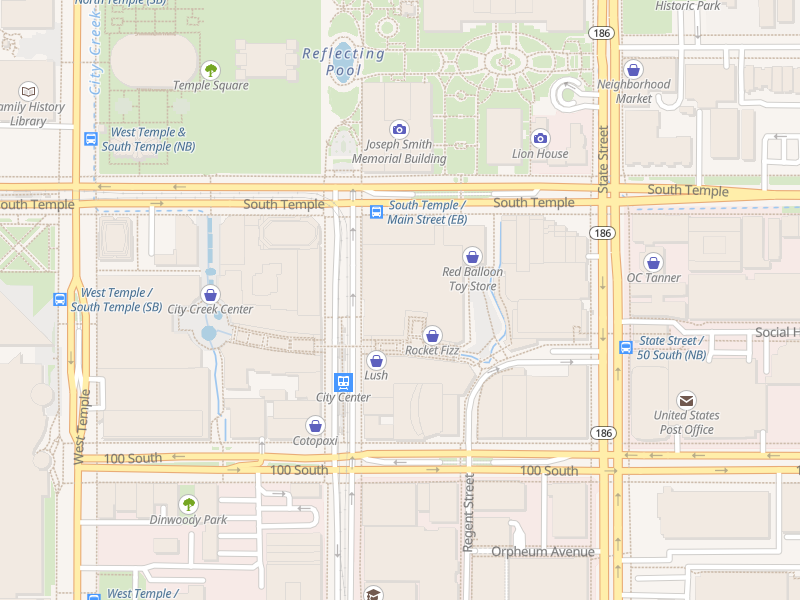 North Temple (SB)
City Creek
186
Historic Park
Reflecting
Pool
Temple Square
Neighborhood
Market
amily History
Library
West Temple &
South Temple (NB)
Joseph Smith
Memorial Building
Lion House
State Street
South Temple
outh Temple
South Temple
South Temple
South Temple /
Main Street (EB)
186
Red Balloon
Toy Store
OC Tanner
West Temple /
South Temple (SB)
City Creek Center
Rocket Fizz
State Street /
50 South (NB)
Social H
Lush
City Center
West Temple
United States
Post Office
Cotopaxi
186
100 South
100 South
100 South
1
Regent Street
Dinwoody Park
Orpheum Avenue
West Temple /